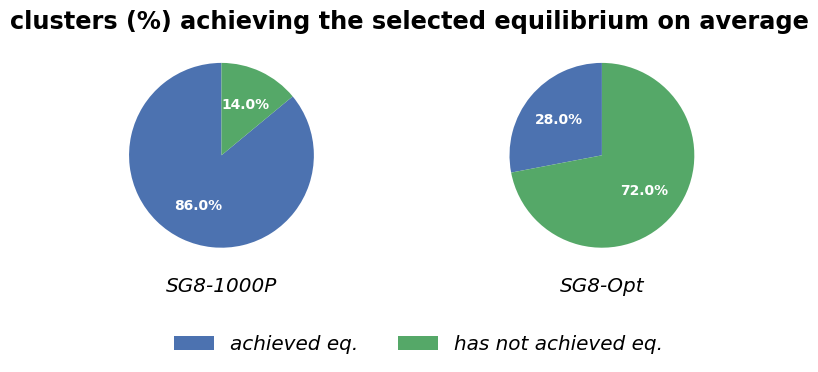 clusters (%) achieving the selected equilibrium on average
14.0%
86.0%
28.0%
72.0%
SG8-1000P
SG8-Opt
achieved eq.
has not achieved eq.